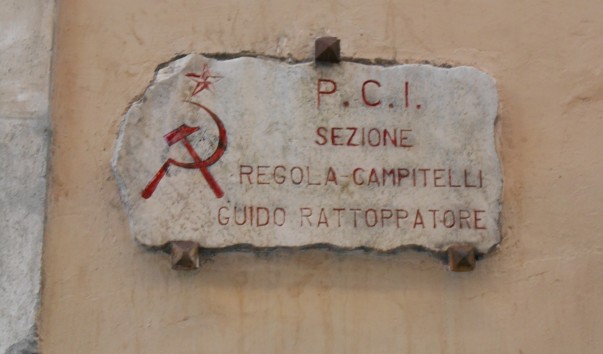 P.C.I.
SEZIONE
REGOLA-CAMPITELLI
GUIDO RATTOPPATORE